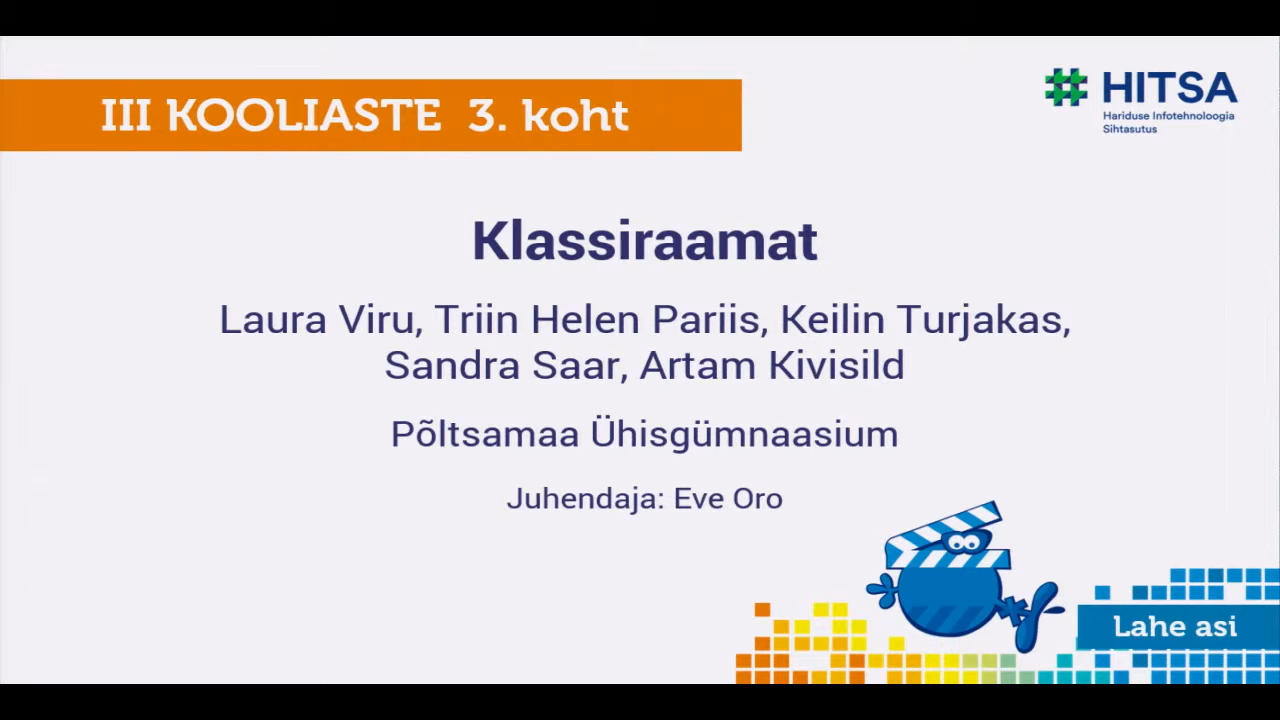 III KOOLIASTE 3. koht
HITSA
Hariduse Infotehnoloogia
Sihtasutus
Klassiraamat
Laura Viru, Triin Helen Pariis, Keilin Turjakas,
Sandra Saar, Artam Kivisild
Põltsamaa Ühisgümnaasium
Juhendaja: Eve Oro
Lahe asi